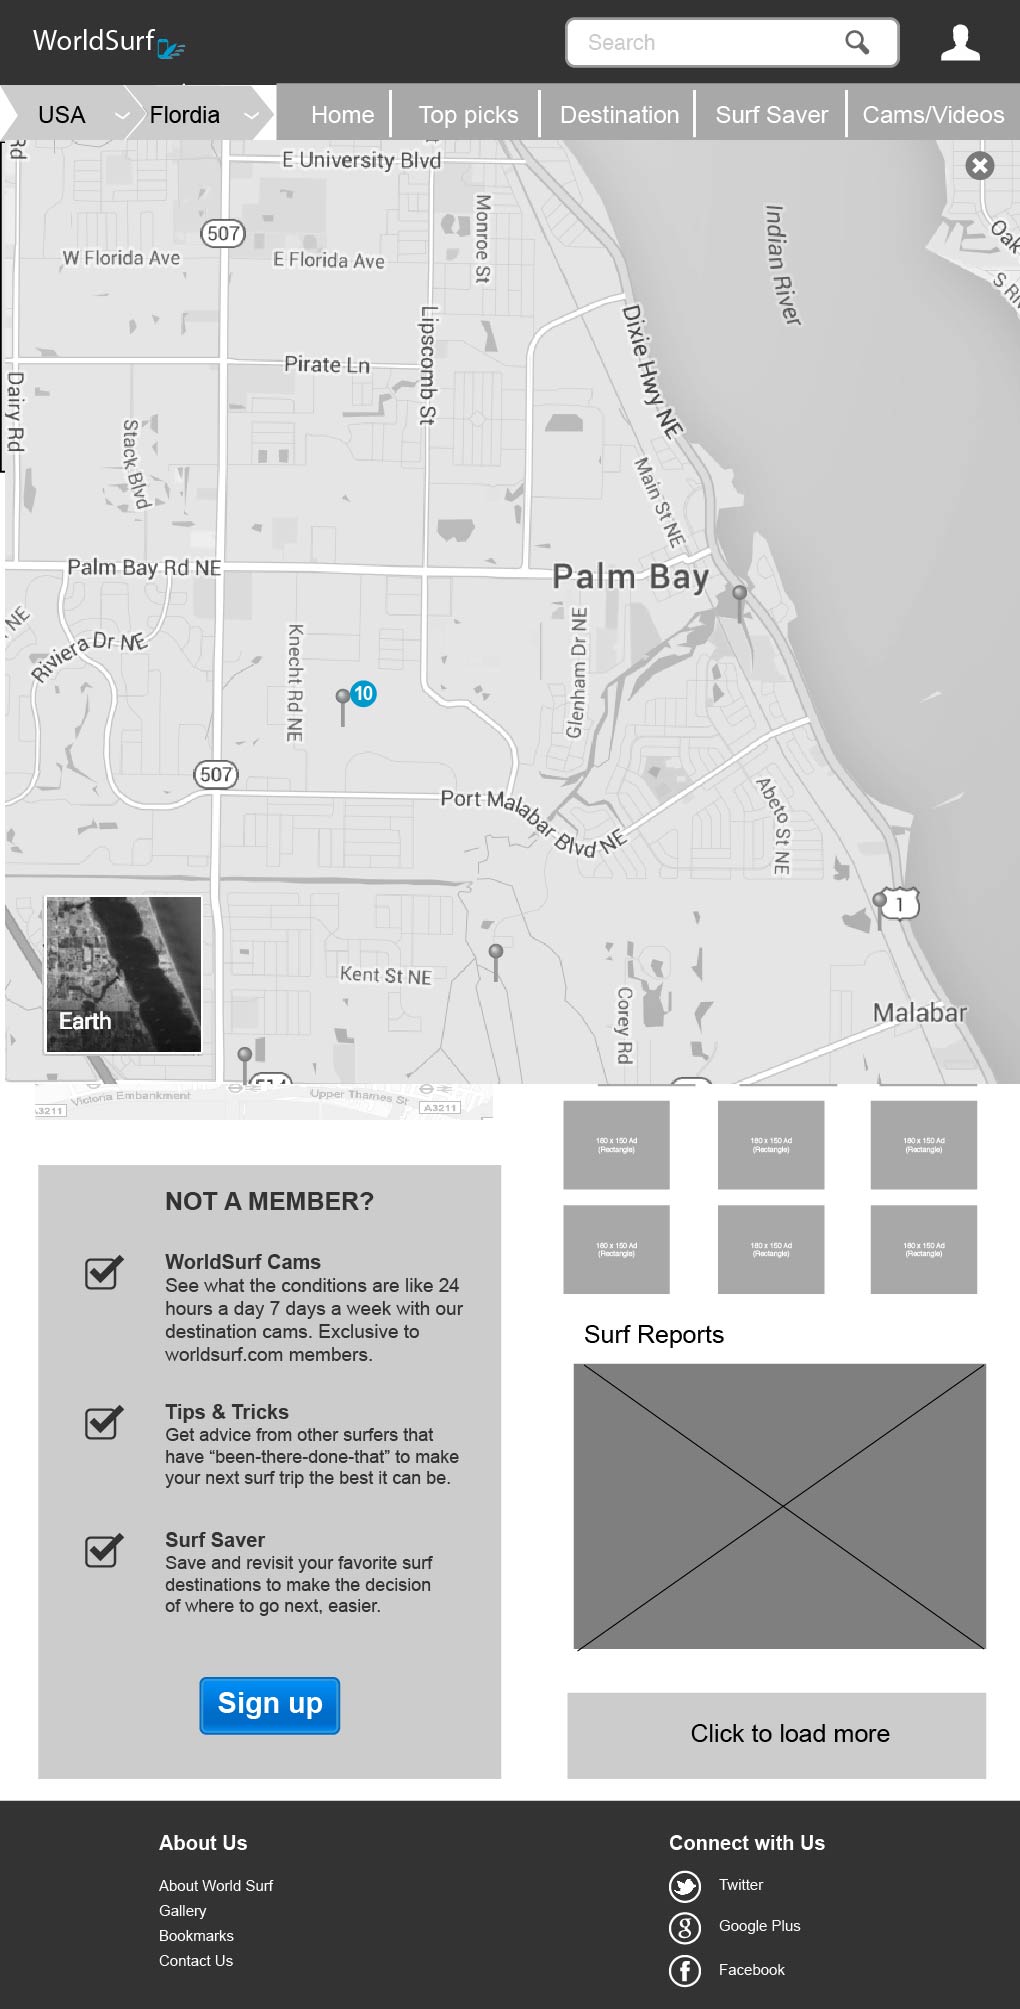 WorldSurf
Search
USA
Flordia
Home
Top picks
Destination
Surf Saver
Cams/Videos
Rd
E University Blvd
507
Monroe St
Indian River
Oak
S Riv
W Florida Ave
E Florida Ave
Lipscomb St
Dixie Hwy NE
Pirate Ln
Dairy Rd
Stack Blvd
Main St NE
Palm Bay Rd NE
Palm Bay
NE
Riviera Dr NE
Knecht Rd NE
Glenham Dr NE
10
507
Port Malabar Blvd NE
Abeto St NE
1
Kent St NE
Corey Rd
Malabar
Earth
514
A3211
Victoria Embankment
Upper Thames St
A3211
180 x 150 Ad
(Rectangle)
180 x 150 Ad
(Rectangle)
180 x 150 Ad
(Rectangle)
180 x 150 Ad
(Rectangle)
180 x 150 Ad
(Rectangle)
180 x 150 Ad
(Rectangle)
NOT A MEMBER?
WorldSurf Cams
See what the conditions are like 24
hours a day 7 days a week with our
destination cams. Exclusive to
worldsurf.com members.
Tips & Tricks
Get advice from other surfers that
have “been-there-done-that” to make
your next surf trip the best it can be.
Surf Saver
Save and revisit your favorite surf
destinations to make the decision
of where to go next, easier.
Sign up
Surf Reports
Click to load more
About Us
About World Surf
Gallery
Bookmarks
Contact Us
Connect with Us
Twitter
Google Plus
Facebook